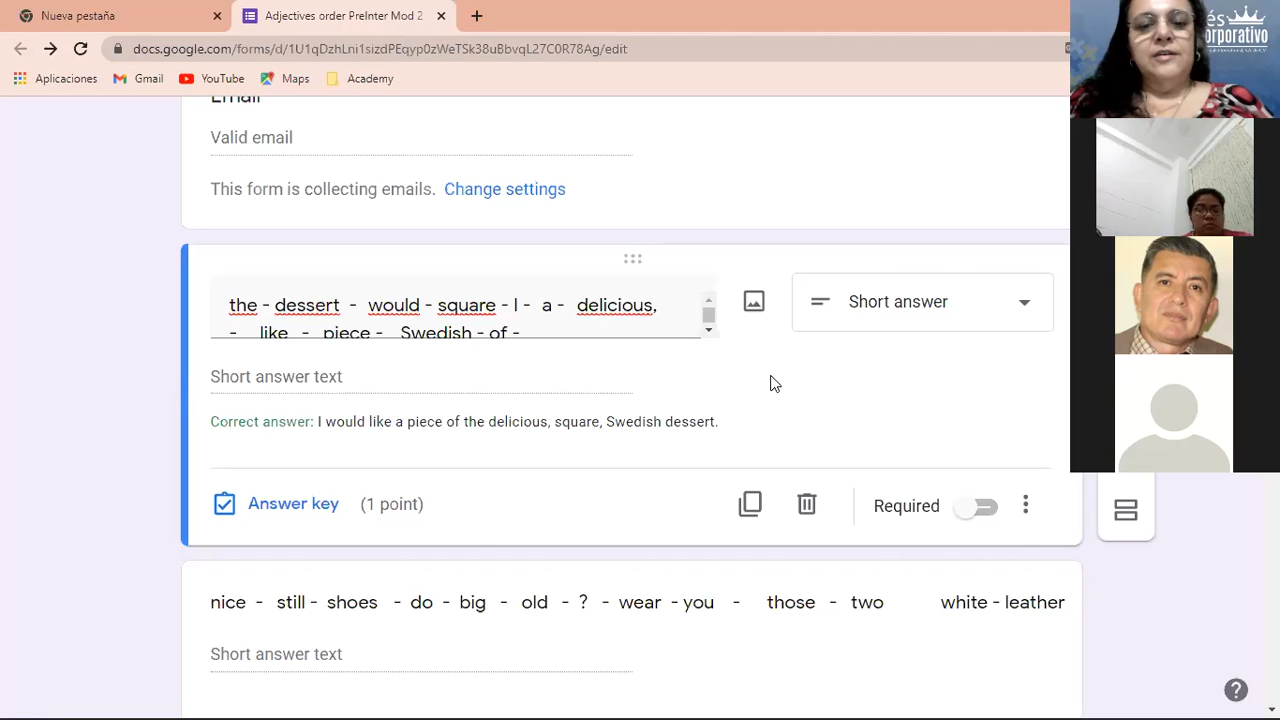 Nueva pestaña
Adjectives order PreInter Mod 2
docs.google.com/forms/d/1U1qDzhLni1sizdPEqyp0zWeTSk38uBbvqL27C0R78Ag/edit
Aplicaciones
Gmail
YouTube
Maps
Academy
és
orporativo
Email
Valid email
This form is collecting emails. Change settings
the - dessert - would - square - I - a - delicious,
- like - piece - Swedish - of -
Short answer
Short answer text
Correct answer: I would like a piece of the delicious, square, Swedish dessert.
Answer key (1 point)
Required
nice - still - shoes - do - big - old - ? - wear - you - those - two white - leather
Short answer text